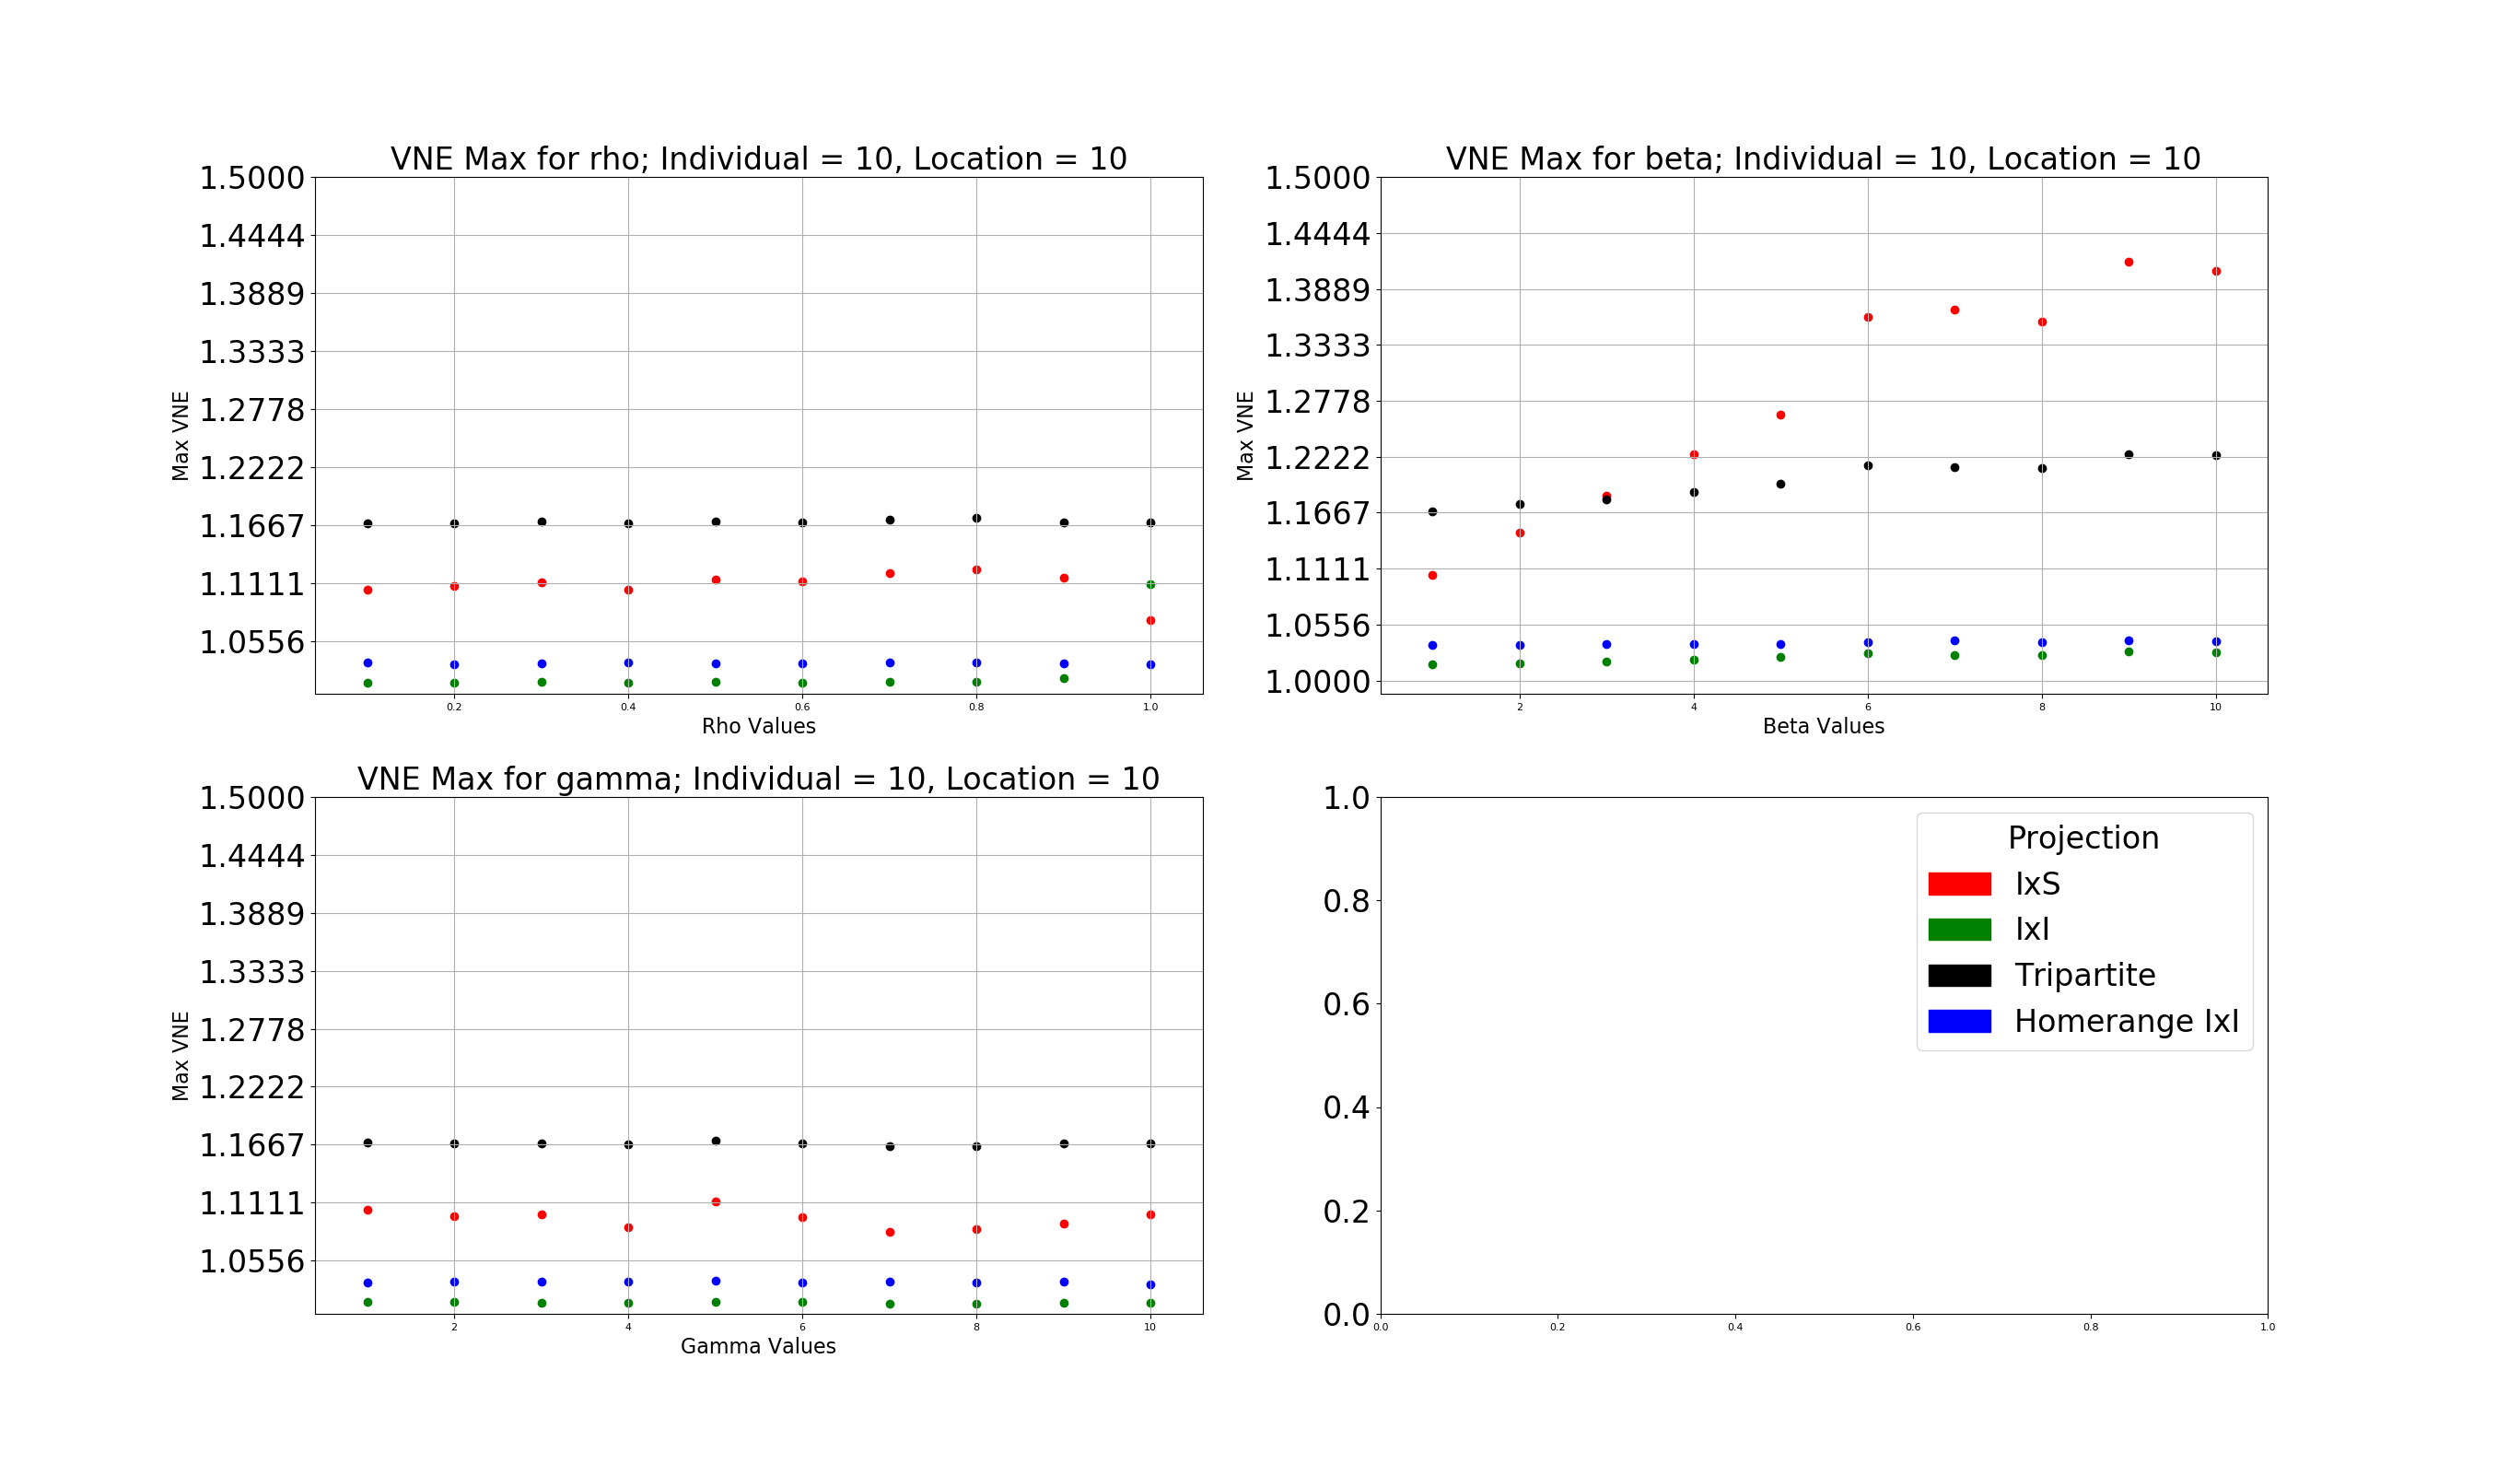 VNE Max for rho; Individual = 10, Location = 10
1.5000
1.4444
1.3889
1.3333
1.2778
1.2222
1.1667
1.1111
1.0556
Max VNE
0.2 0.4 0.6 0.8 1.0
Rho Values
VNE Max for beta; Individual = 10, Location = 10
1.5000
1.4444
1.3889
1.3333
1.2778
1.2222
1.1667
1.1111
1.0556
1.0000
Max VNE
2 4 6 8 10
Beta Values
VNE Max for gamma; Individual = 10, Location = 10
1.5000
1.4444
1.3889
1.3333
1.2778
1.2222
1.1667
1.1111
1.0556
Max VNE
2 4 6 8 10
Gamma Values
1.0
0.8
0.6
0.4
0.2
0.0
0.0 0.2 0.4 0.6 0.8 1.0
Projection
IxS
IxI
Tripartite
Homerange IxI